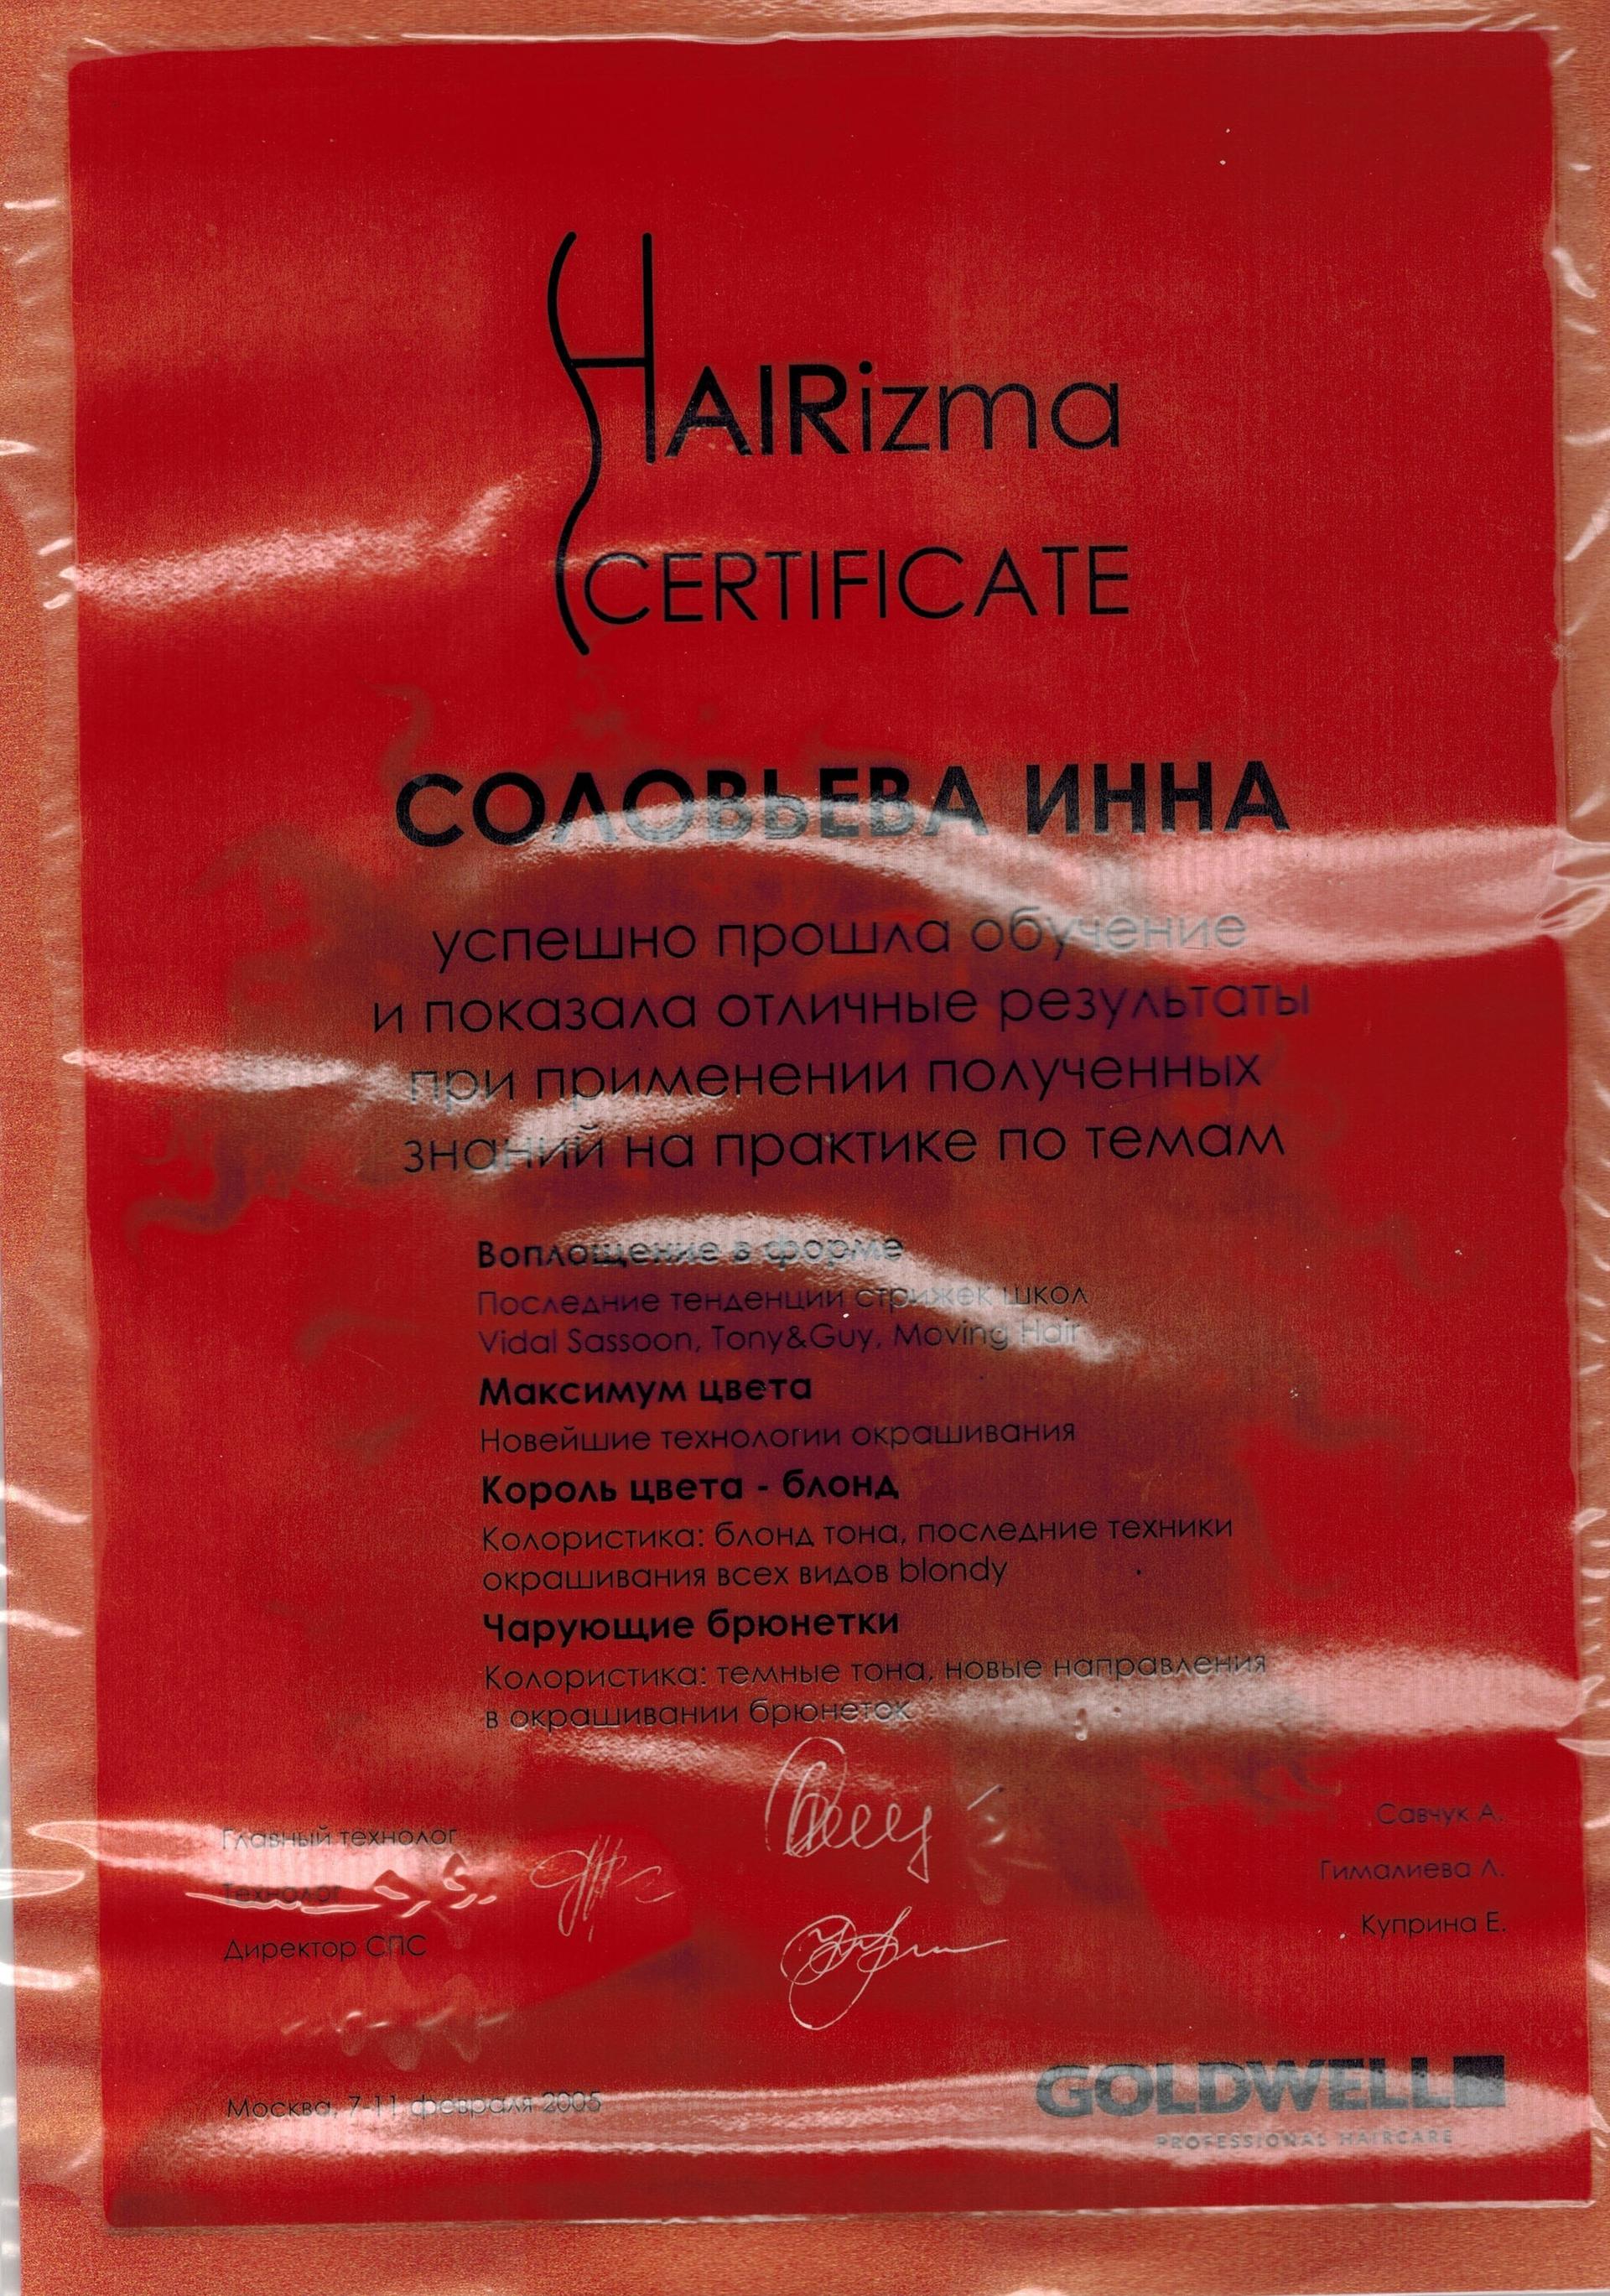 HAIRizma
CERTIFICATE
СОЛОВЬЕВА ИННА
успешно прошла обучение
и показала отличные результаты
при применении полученных
знаний на практике по темам
Воплощение в форме
Последние тенденции стрижек школ
Vidal Sassoon, Tony&Guy, Moving Hair
Максимум цвета
Новейшие технологии окрашивания
Король цвета - блонд
Колористика: блонд тона, последние техники
окрашивания всех видов blondy
Чарующие брюнетки
Колористика: темные тона, новые направления
в окрашивании брюнеток
Главный технолог Савчук А.
Технолог Гималиева Л.
Директор СПС Куприна Е.
Москва, 7-11 февраля 2005
GOLDWELL
PROFESSIONAL HAIRCARE